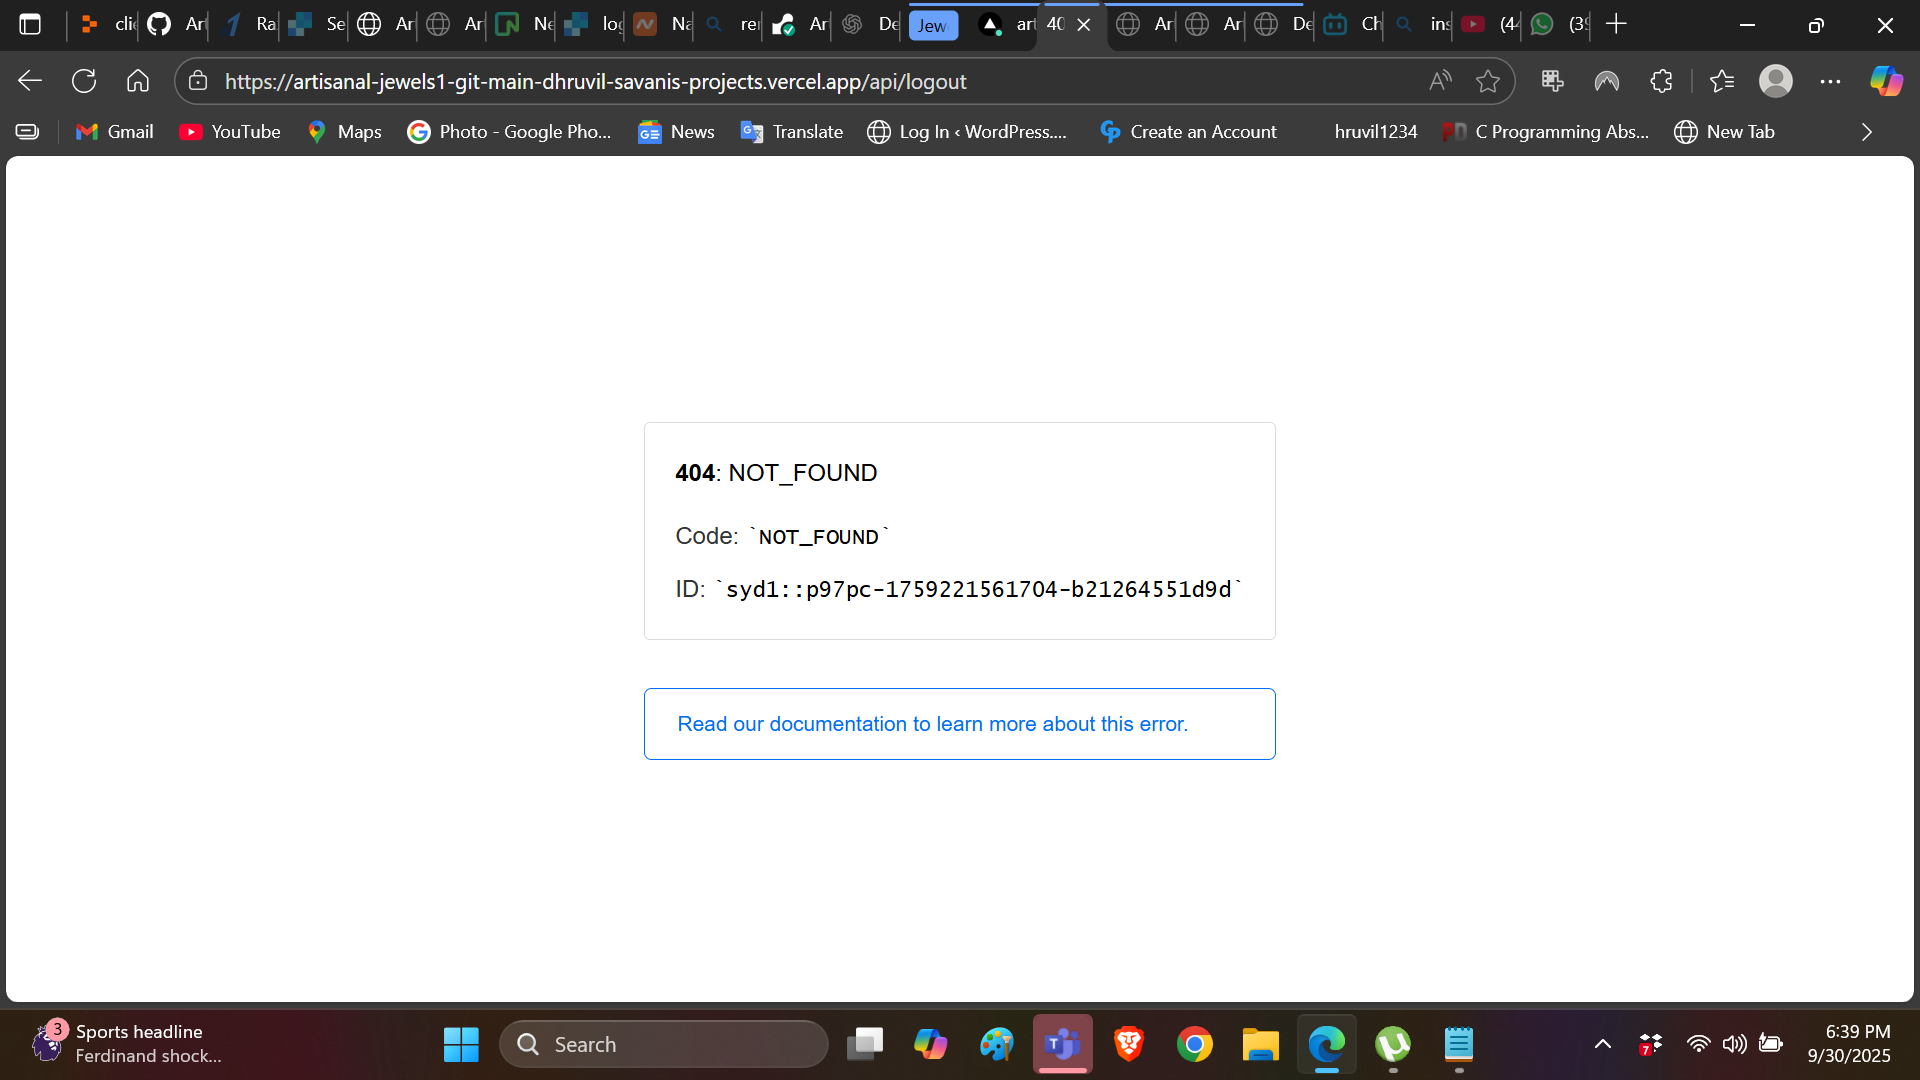 cli
Ar
Ra
Se
Ar
Ar
Ne
log
Na
rei
Ar
De
Jew
art
40
Ar
Ar
De
Ch
ins
(44
(39
https://artisanal-jewels1-git-main-dhruvil-savanis-projects.vercel.app/api/logout
Gmail
YouTube
Maps
Photo - Google Pho...
News
Translate
Log In ‹ WordPress....
Create an Account
hruvil1234
C Programming Abs...
New Tab
404: NOT_FOUND
Code: `NOT_FOUND`
ID: `syd1::p97pc-1759221561704-b21264551d9d`
Read our documentation to learn more about this error.
3
Sports headline
Ferdinand shock...
Search
7
6:39 PM
9/30/2025